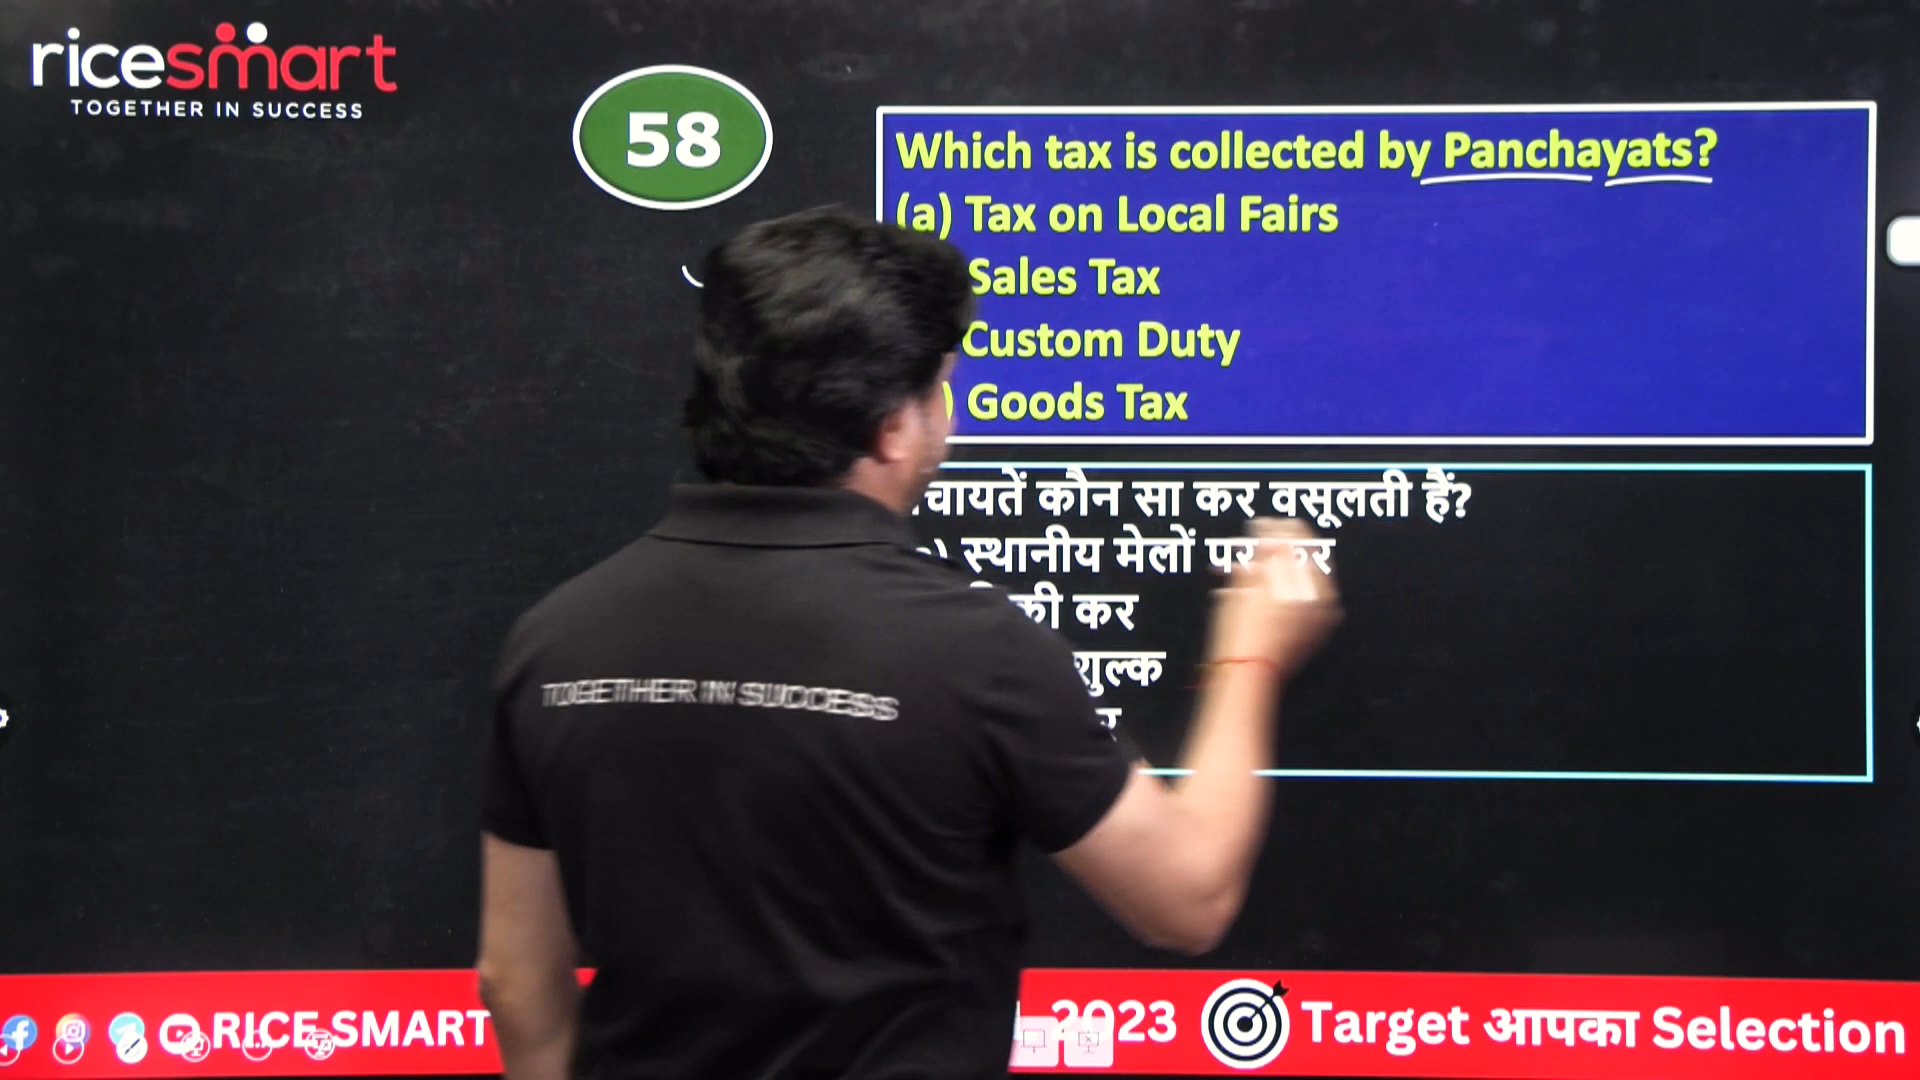 ricesmart
TOGETHER IN SUCCESS
58
Which tax is collected by Panchayats?
(a) Tax on Local Fairs
Sales Tax
Custom Duty
) Goods Tax
कौन सा कर वसूलती हैं?
स्थानीय मेलों पर कर
कर
शुल्क
TOGETHER IN SUCCESS
RICE SMART
2023
Target आपका Selection